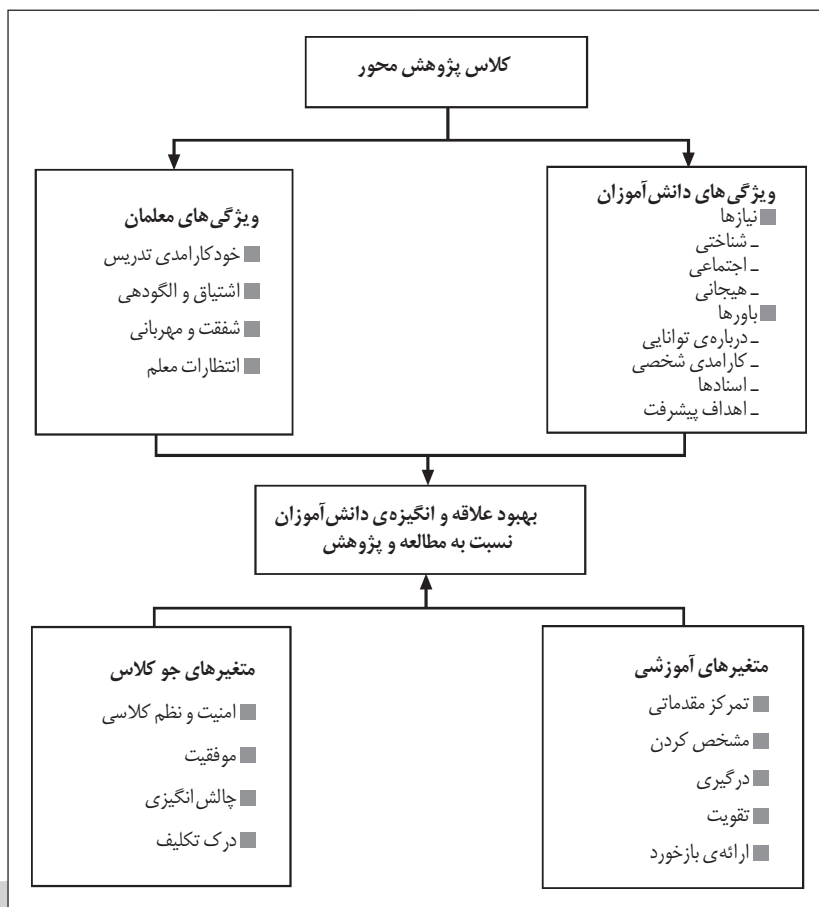 کلاس پژوهش محور
ویژگی‌های دانش‌آموزان
■ نیازها
ـ شناختی
ـ اجتماعی
ـ هیجانی
■ باورها
ـ درباره‌ی توانایی
ـ کارامدی شخصی
ـ اسنادها
ـ اهداف پیشرفت
ویژگی‌های معلمان
■ خودکارامدی تدریس
■ اشتیاق و الگودهی
■ شفقت و مهربانی
■ انتظارات معلم
بهبود علاقه و انگیزه‌ی دانش‌آموزان
نسبت به مطالعه و پژوهش
متغیرهای آموزشی
■ تمرکز مقدماتی
■ مشخص کردن
■ درگیری
■ تقویت
■ ارائه‌ی بازخورد
متغیرهای جو کلاس
■ امنیت و نظم کلاسی
■ موفقیت
■ چالش‌انگیزی
■ درک تکلیف